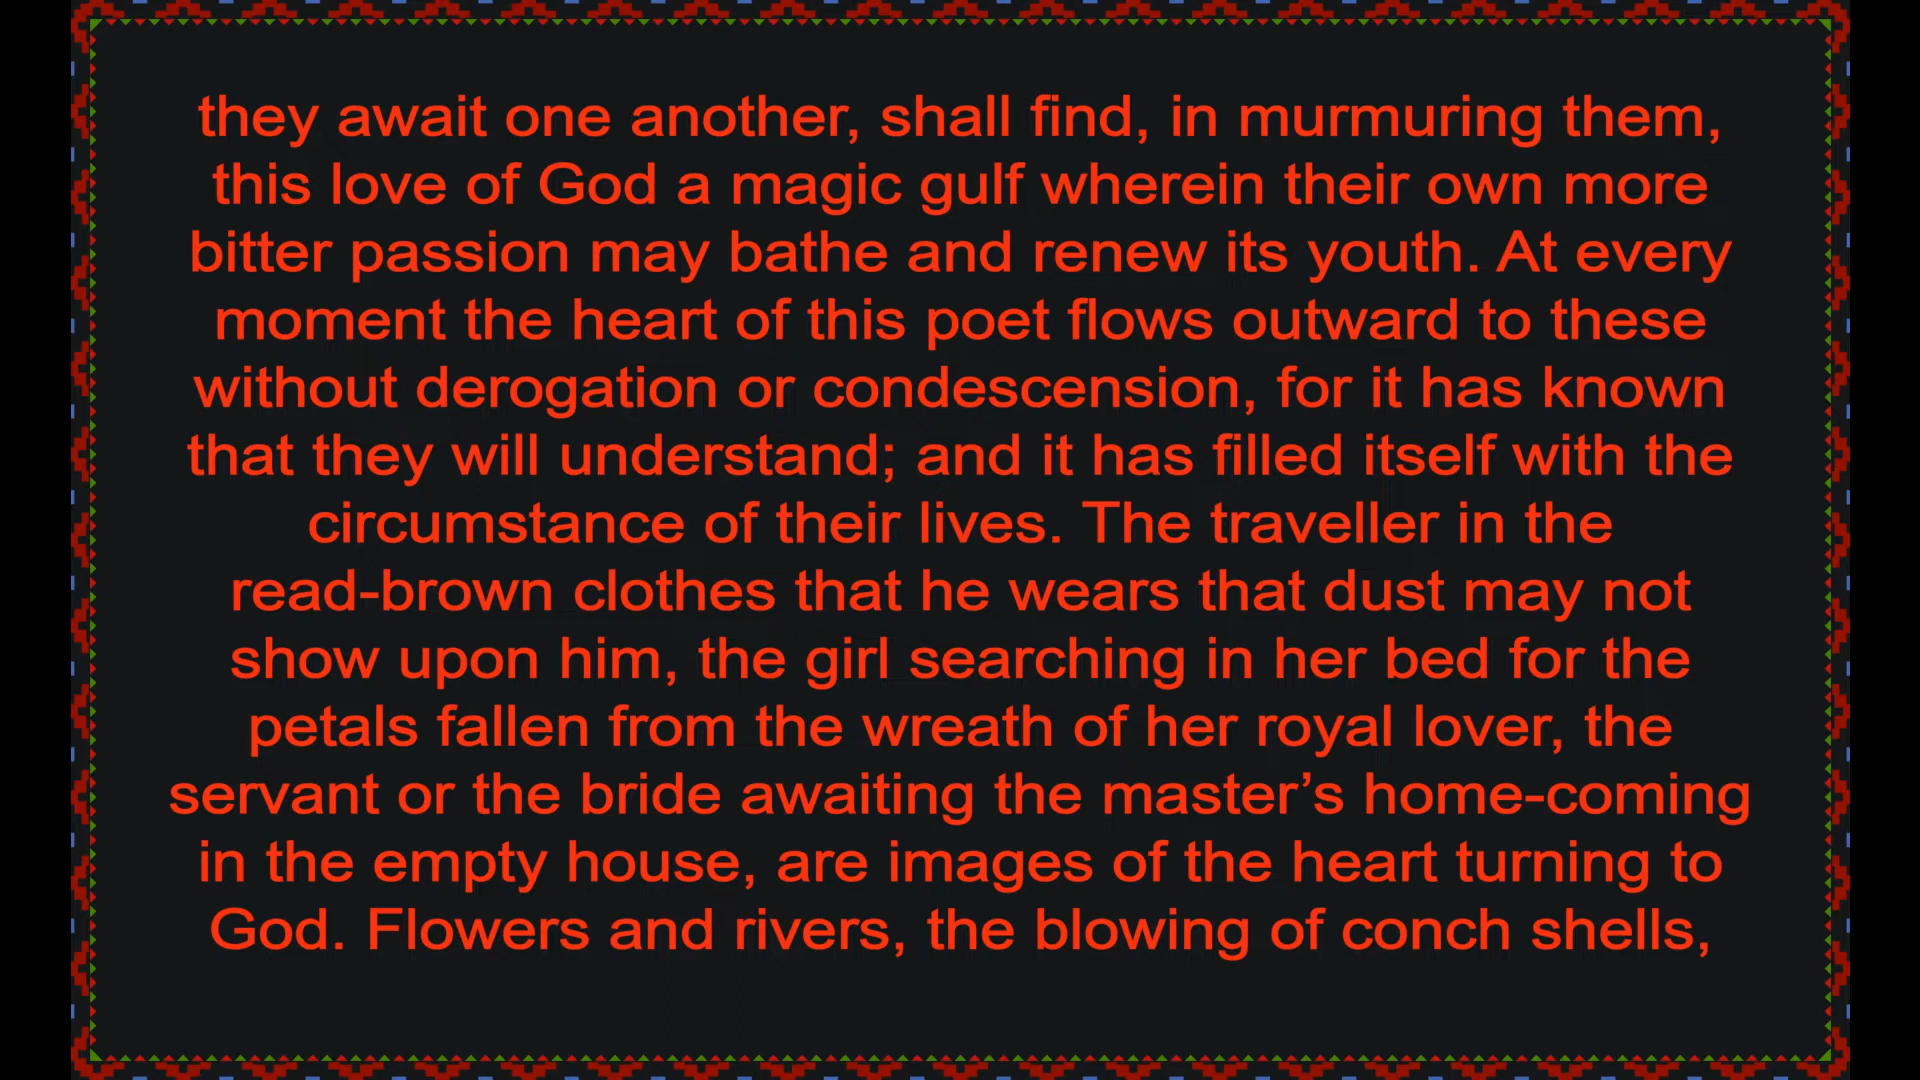 they await one another, shall find, in murmuring them,
this love of God a magic gulf wherein their own more
bitter passion may bathe and renew its youth. At every
moment the heart of this poet flows outward to these
without derogation or condescension, for it has known
that they will understand; and it has filled itself with the
circumstance of their lives. The traveller in the
read-brown clothes that he wears that dust may not
show upon him, the girl searching in her bed for the
petals fallen from the wreath of her royal lover, the
servant or the bride awaiting the master’s home-coming
in the empty house, are images of the heart turning to
God. Flowers and rivers, the blowing of conch shells,